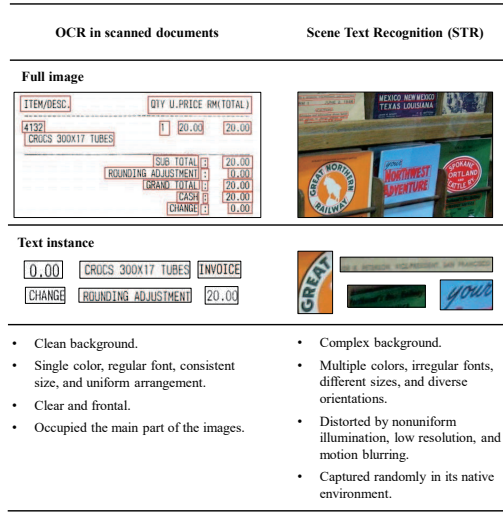 OCR in scanned documents
Scene Text Recognition (STR)
Full image
ITEM/DESC. QTY U.PRICE RM(TOTAL)
4132 1 20.00 20.00
CROCS 300X17 TUBES
SUB TOTAL : 20.00
ROUNDING ADJUSTMENT : 0.00
GRAND TOTAL : 20.00
CASH : 20.00
CHANGE : 0.00
MEXICO NEW MEXICO
TEXAS LOUISIANA
GREAT NORTHERN
RAILWAY
your
NORTHWEST
ADVENTURE
SPOKANE
PORTLAND
SEATTLE RY
Text instance
0.00 CROCS 300X17 TUBES INVOICE
CHANGE ROUNDING ADJUSTMENT 20.00
GREAT
VICE-PRESIDENT, SAN FRANCISCO
your
• Clean background.
• Single color, regular font, consistent
size, and uniform arrangement.
• Clear and frontal.
• Occupied the main part of the images.
• Complex background.
• Multiple colors, irregular fonts,
different sizes, and diverse
orientations.
• Distorted by nonuniform
illumination, low resolution, and
motion blurring.
• Captured randomly in its native
environment.